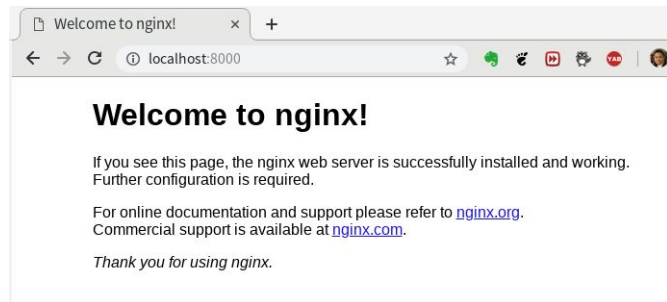 Welcome to nginx!
localhost:8000
YAB
Welcome to nginx!
If you see this page, the nginx web server is successfully installed and working.
Further configuration is required.
For online documentation and support please refer to nginx.org.
Commercial support is available at nginx.com.
Thank you for using nginx.